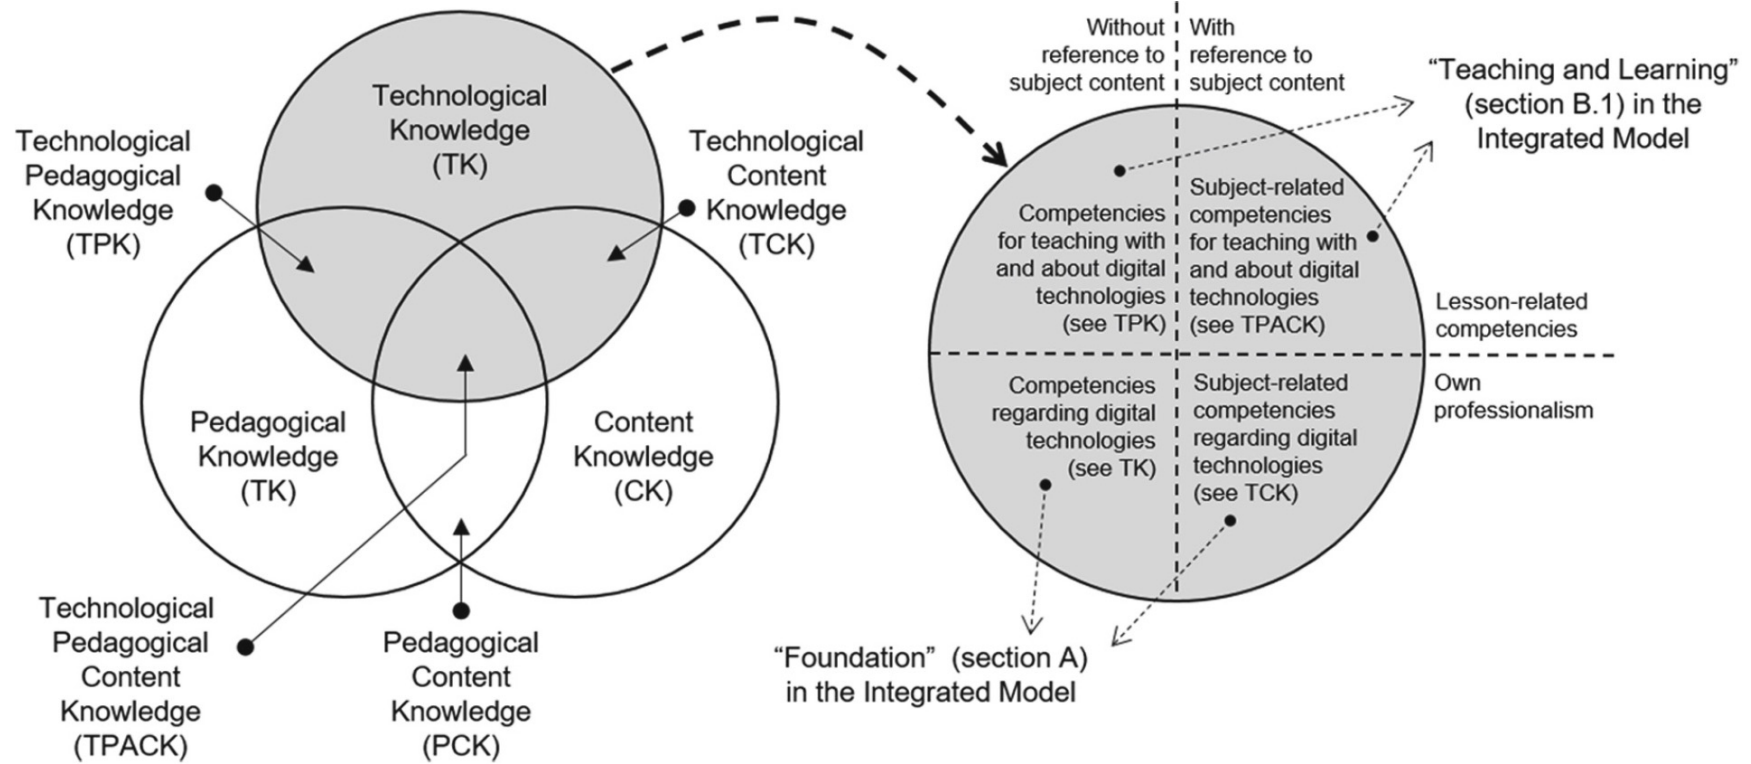 Technological
Knowledge
(TK)
Technological
Pedagogical
Knowledge
(TPK)
Technological
Content
Knowledge
(TCK)
Pedagogical
Knowledge
(TK)
Content
Knowledge
(CK)
Technological
Pedagogical
Content
Knowledge
(TPACK)
Pedagogical
Content
Knowledge
(PCK)
Without
reference to
subject content
With
reference to
subject content
“Teaching and Learning”
(section B.1) in the
Integrated Model
Competencies
for teaching with
and about digital
technologies
(see TPK)
Subject-related
competencies
for teaching with
and about digital
technologies
(see TPACK)
Lesson-related
competencies
Competencies
regarding digital
technologies
(see TK)
Subject-related
competencies
regarding digital
technologies
(see TCK)
Own
professionalism
“Foundation” (section A)
in the Integrated Model